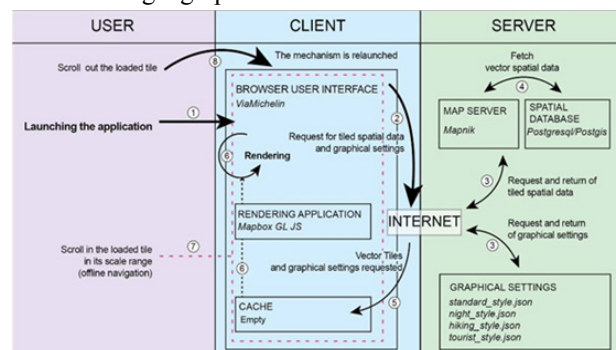 USER
CLIENT
SERVER
Scroll out the loaded tile
8
The mechanism is relaunched
Fetch
vector spatial data
BROWSER USER INTERFACE
ViaMichelin
4
1
Launching the application
2
Request for tiled spatial data
and graphical settings
MAP SERVER
Mapnik
SPATIAL
DATABASE
Postgresql/Postgis
6
Rendering
3
Request and return of
tiled spatial data
RENDERING APPLICATION
Mapbox GL JS
INTERNET
Request and return
of graphical settings
3
7
Scroll in the loaded tile
in its scale range
(offline navigation)
6
Vector Tiles
and graphical settings requested
5
CACHE
Empty
GRAPHICAL SETTINGS
standard_style.json
night_style.json
hiking_style.json
tourist_style.json